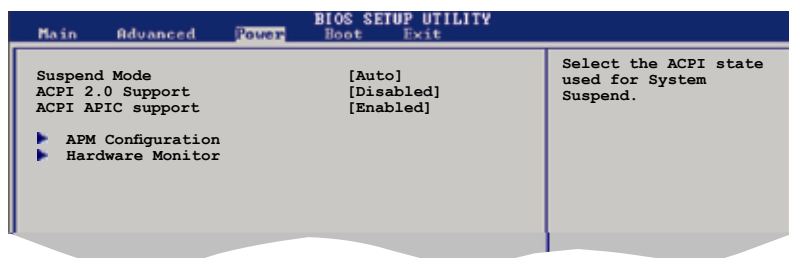 BIOS SETUP UTILITY
Main Advanced Power Boot Exit
Suspend Mode [Auto]
ACPI 2.0 Support [Disabled]
ACPI APIC support [Enabled]
APM Configuration
Hardware Monitor
Select the ACPI state
used for System
Suspend.